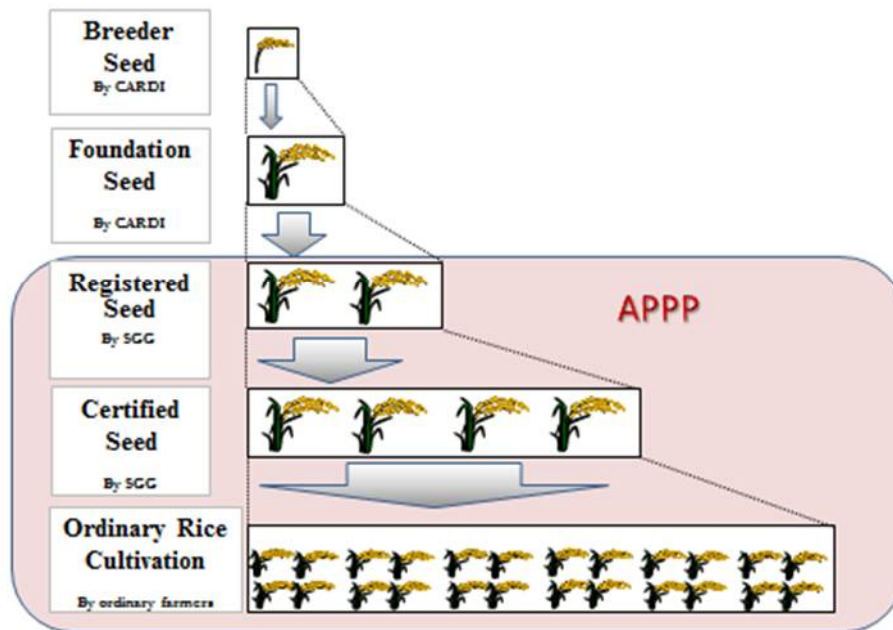 Breeder
Seed
By CARDI
Foundation
Seed
By CARDI
Registered
Seed
By SGG
APPP
Certified
Seed
By SGG
Ordinary Rice
Cultivation
By ordinary farmers